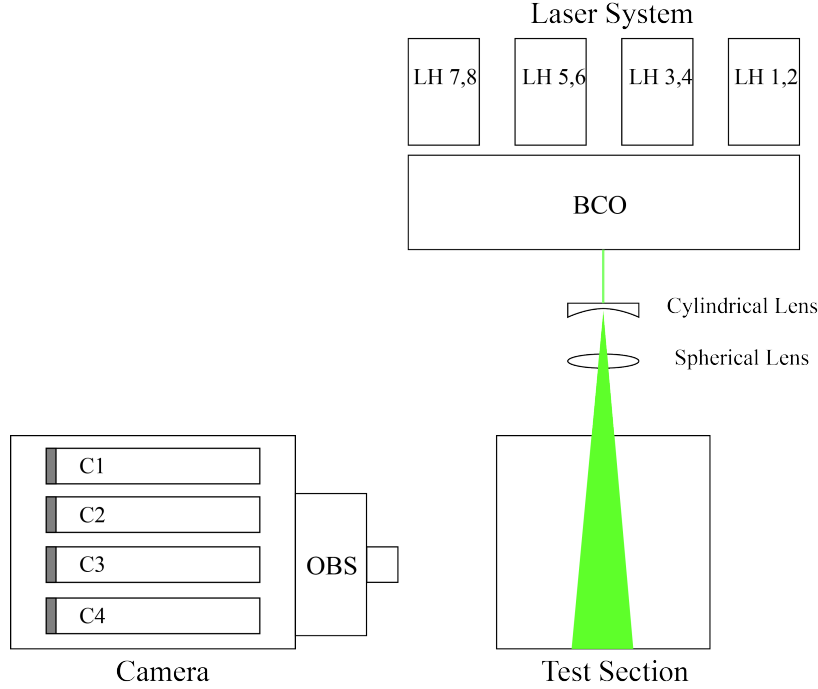 Laser System
LH 7,8
LH 5,6
LH 3,4
LH 1,2
BCO
Cylindrical Lens
Spherical Lens
C1
C2
C3
C4
OBS
Camera
Test Section